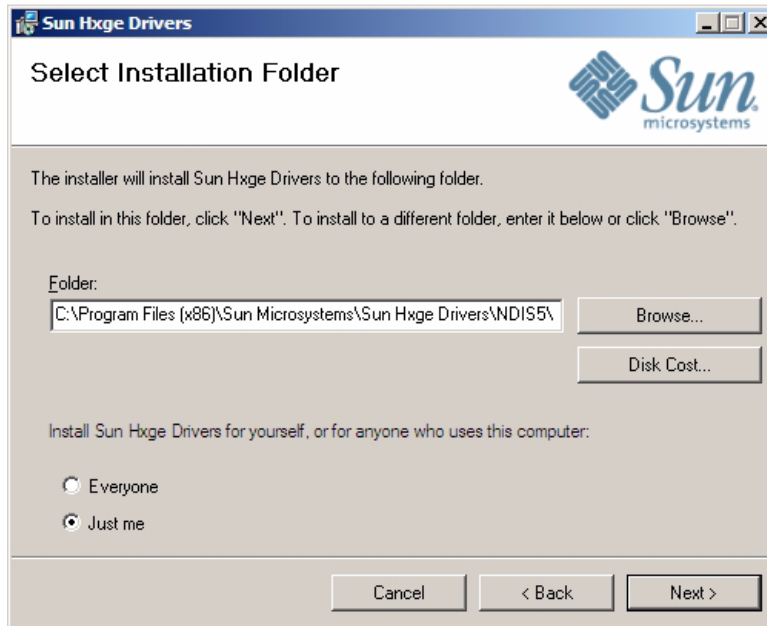 Sun Hxge Drivers
Select Installation Folder
Sun
microsystems
The installer will install Sun Hxge Drivers to the following folder.
To install in this folder, click "Next". To install to a different folder, enter it below or click "Browse".
Folder:
C:\Program Files (x86)\Sun Microsystems\Sun Hxge Drivers\NDIS5\
Browse...
Disk Cost...
Install Sun Hxge Drivers for yourself, or for anyone who uses this computer:
Everyone
Just me
Cancel
< Back
Next >